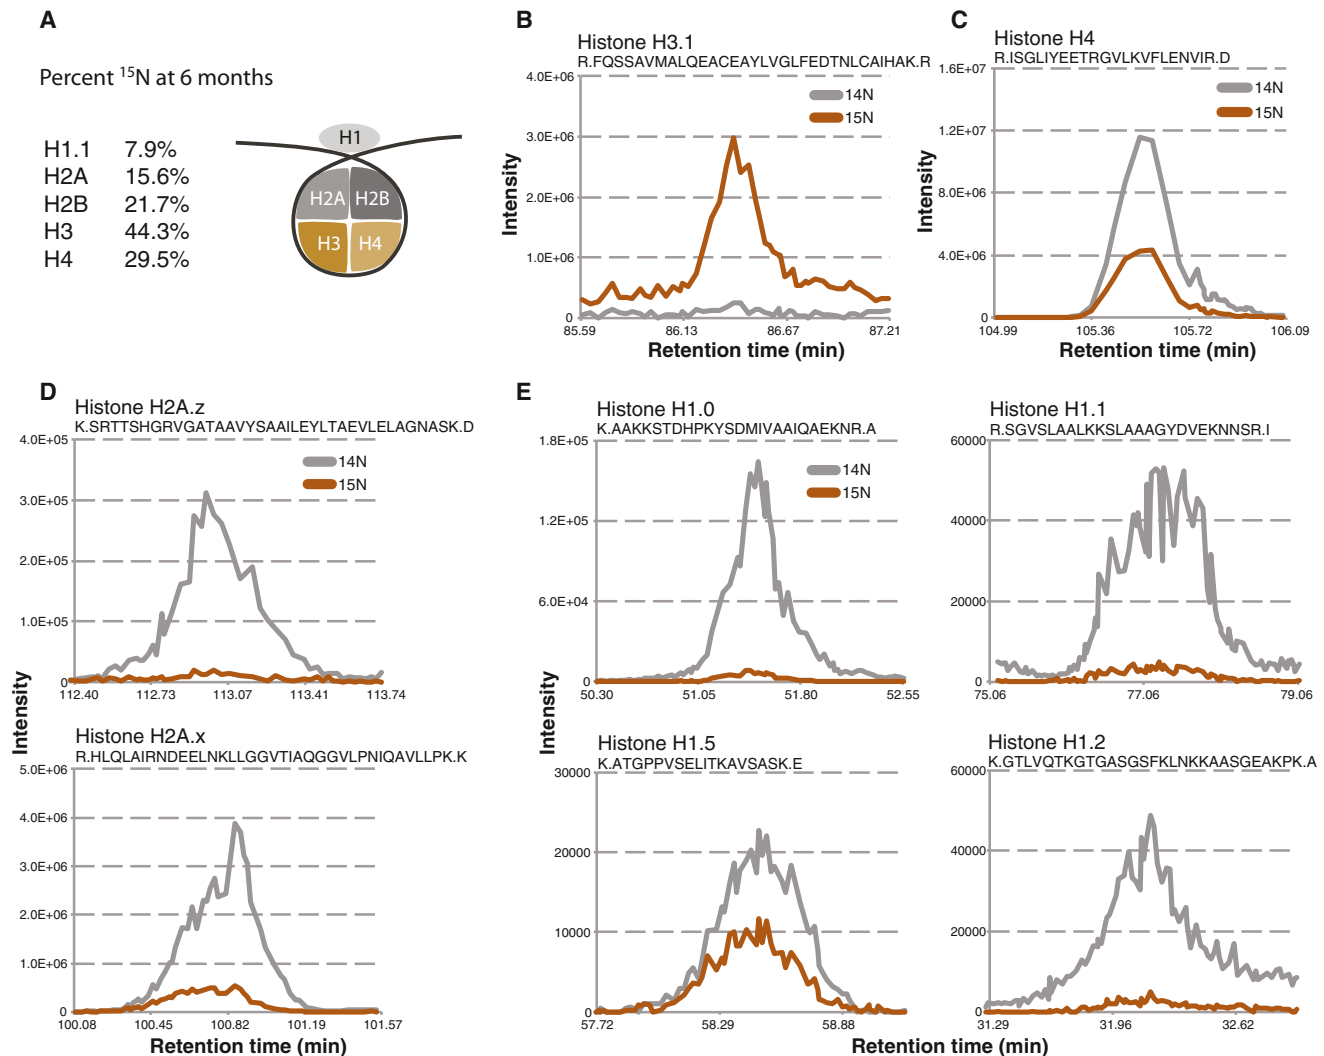 A
Percent ¹⁵N at 6 months
H1.1 7.9%
H2A 15.6%
H2B 21.7%
H3 44.3%
H4 29.5%
H1
H2A H2B
H3 H4
B
Histone H3.1
R.FQSSAVMALQEACEAYLVGLFEDTNLCAIHAK.R
4.0E+06
3.0E+06
2.0E+06
1.0E+06
0
14N
15N
Intensity
85.59 86.13 86.67 87.21
Retention time (min)
C
Histone H4
R.ISGLIYEETRGVLKVFLENVIR.D
1.6E+07
1.2E+07
8.0E+06
4.0E+06
0
14N
15N
Intensity
104.99 105.36 105.72 106.09
Retention time (min)
D
Histone H2A.z
K.SRTTSHGRVGATAAVYSAAILEYLTAEVLELAGNASK.D
4.0E+05
3.0E+05
2.0E+05
1.0E+05
0
14N
15N
112.40 112.73 113.07 113.41 113.74
Intensity
Histone H2A.x
R.HLQLAIRNDEELNKLLGGVTIAQGGVLPNIQAVLLPK.K
5.0E+06
4.0E+06
3.0E+06
2.0E+06
1.0E+06
0
100.08 100.45 100.82 101.19 101.57
Retention time (min)
E
Histone H1.0
K.AAKKSTDHPKYSDMIVAAIQAEKNR.A
1.8E+05
1.2E+05
6.0E+04
0
14N
15N
50.30 51.05 51.80 52.55
Histone H1.1
R.SGVSLAALKKSLAAAGYDVEKNNSR.I
60000
40000
20000
0
75.06 77.06 79.06
Intensity
Histone H1.5
K.ATGPPVSELITKAVSASK.E
30000
20000
10000
0
57.72 58.29 58.88
Histone H1.2
K.GTLVQTKGTGASGSFKLNKKAASGEAKPK.A
60000
40000
20000
0
31.29 31.96 32.62
Retention time (min)